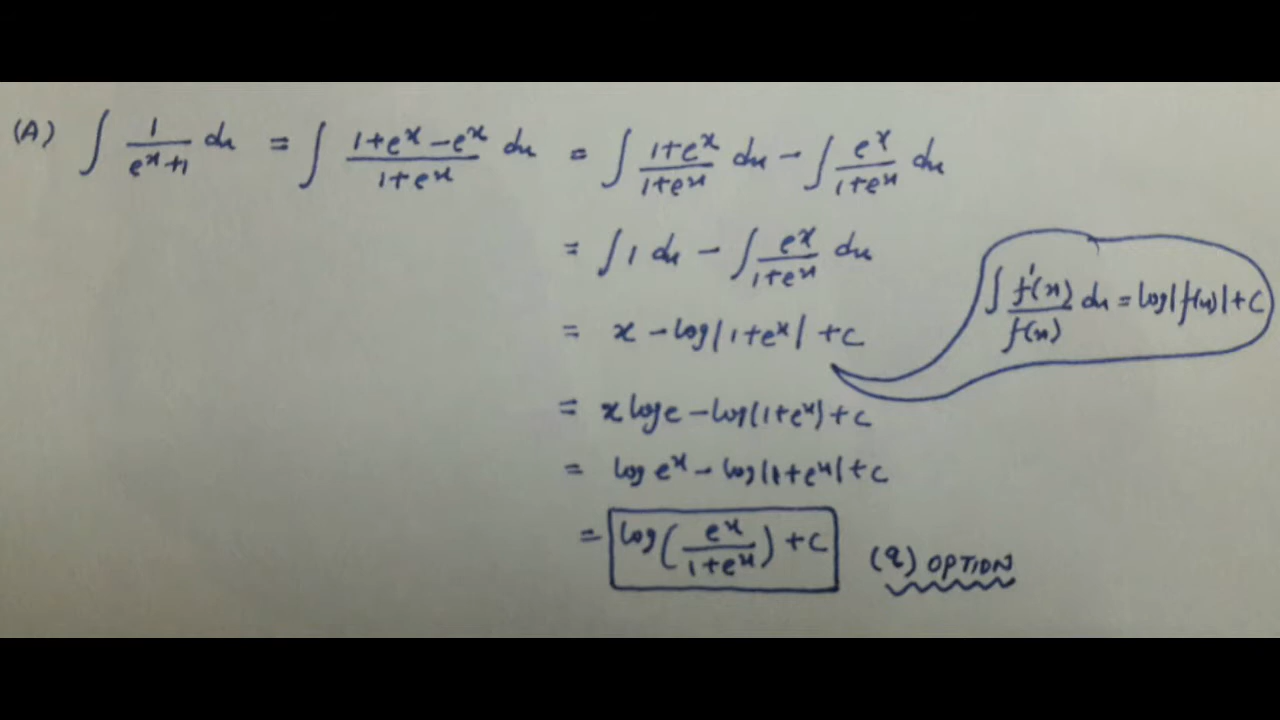 (A) ∫ 1/(e^x+1) dx = ∫ (1+e^x-e^x)/(1+e^x) dx = ∫ (1+e^x)/(1+e^x) dx - ∫ e^x/(1+e^x) dx
= ∫ 1 dx - ∫ e^x/(1+e^x) dx
∫ f'(x)/f(x) dx = log|f(x)|+C
= x - log|1+e^x| + C
= x log e - log(1+e^x) + C
= log e^x - log|1+e^x| + C
= log(e^x/(1+e^x)) + C (q) OPTION